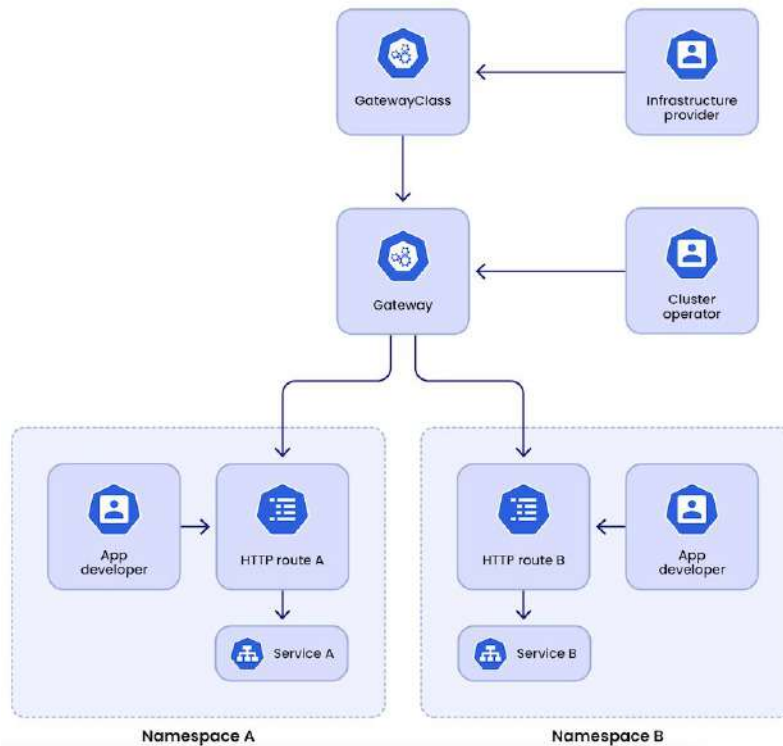 GatewayClass
Infrastructure
provider
Gateway
Cluster
operator
App
developer
HTTP route A
HTTP route B
App
developer
Service A
Service B
Namespace A
Namespace B